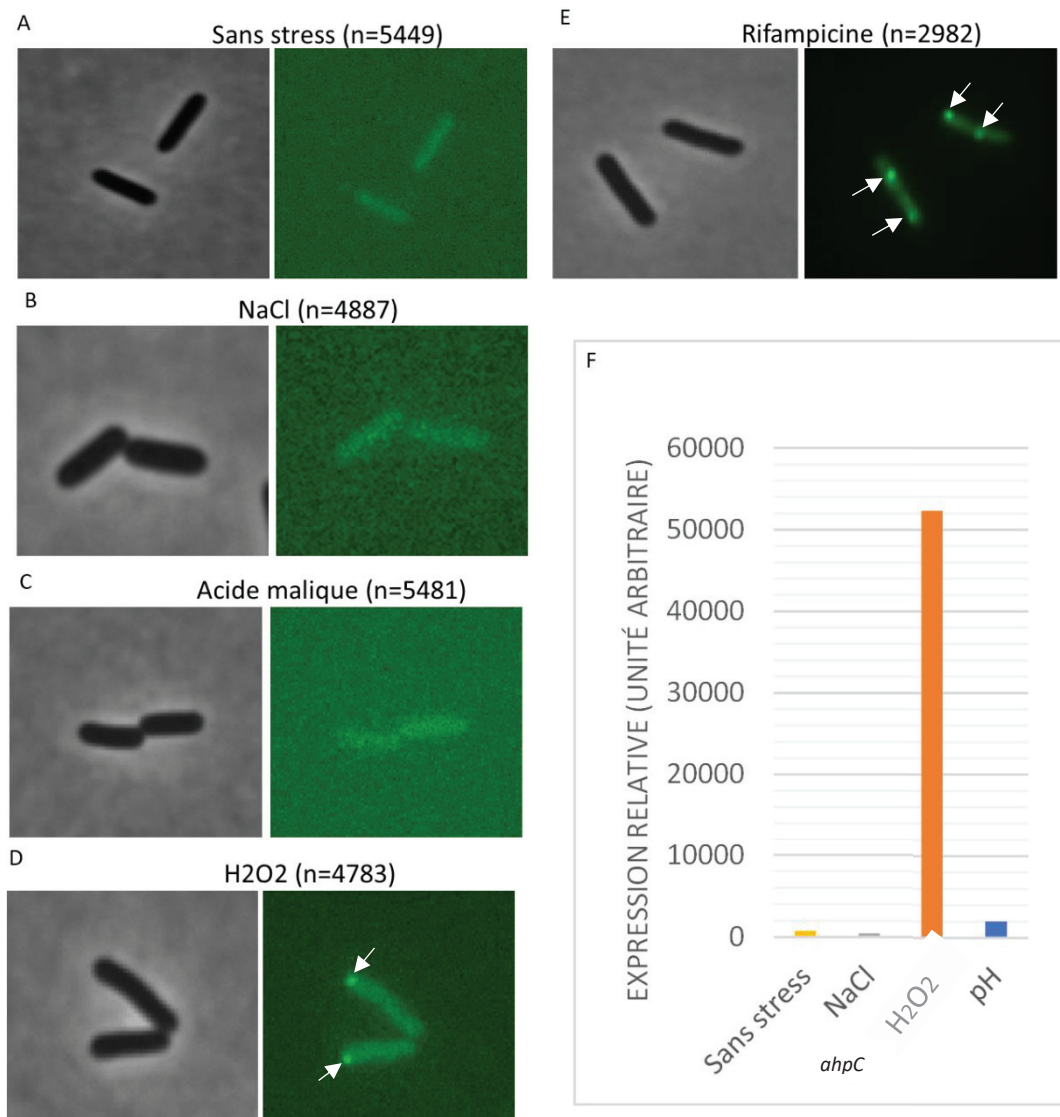 A
Sans stress (n=5449)
B
NaCl (n=4887)
C
Acide malique (n=5481)
D
H2O2 (n=4783)
E
Rifampicine (n=2982)
F
EXPRESSION RELATIVE (UNITÉ ARBITRAIRE)
60000
50000
40000
30000
20000
10000
0
Sans stress
NaCl
H2O2
pH
ahpC